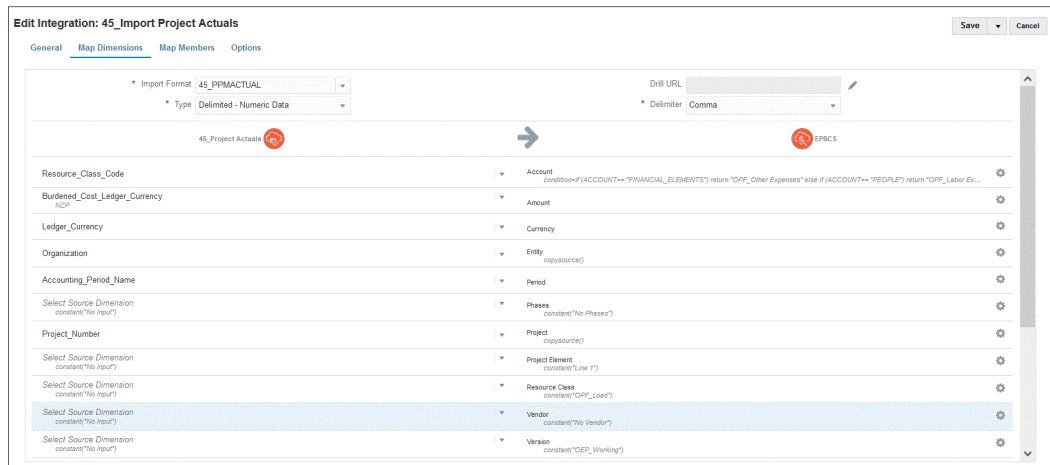 Edit Integration: 45_Import Project Actuals
Save
Cancel
General Map Dimensions Map Members Options
* Import Format 45_PPMACTUAL
Drill URL
* Type Delimited - Numeric Data
* Delimiter Comma
45_Project Actuals
EPBCS
Resource_Class_Code
Account
condition=if (ACCOUNT== "FINANCIAL_ELEMENTS") return "OPF_Other Expenses" else if (ACCOUNT== "PEOPLE") return "OPF_Labor Ex...
Burdened_Cost_Ledger_Currency
NZP
Amount
Ledger_Currency
Currency
Organization
Entity
copysource()
Accounting_Period_Name
Period
Select Source Dimension
constant("No Input")
Phases
constant("No Phases")
Project_Number
Project
copysource()
Select Source Dimension
constant("No Input")
Project Element
constant("Line 1")
Select Source Dimension
constant("No Input")
Resource Class
constant("OPF_Load")
Select Source Dimension
constant("No Input")
Vendor
constant("No Vendor")
Select Source Dimension
constant("No Input")
Version
constant("OEP_Working")